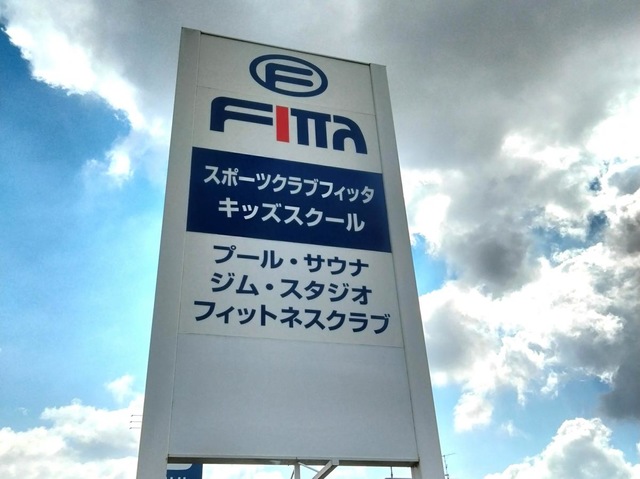 F
FITTA
スポーツクラブフィッタ
キッズスクール
プール・サウナ
ジム・スタジオ
フィットネスクラブ